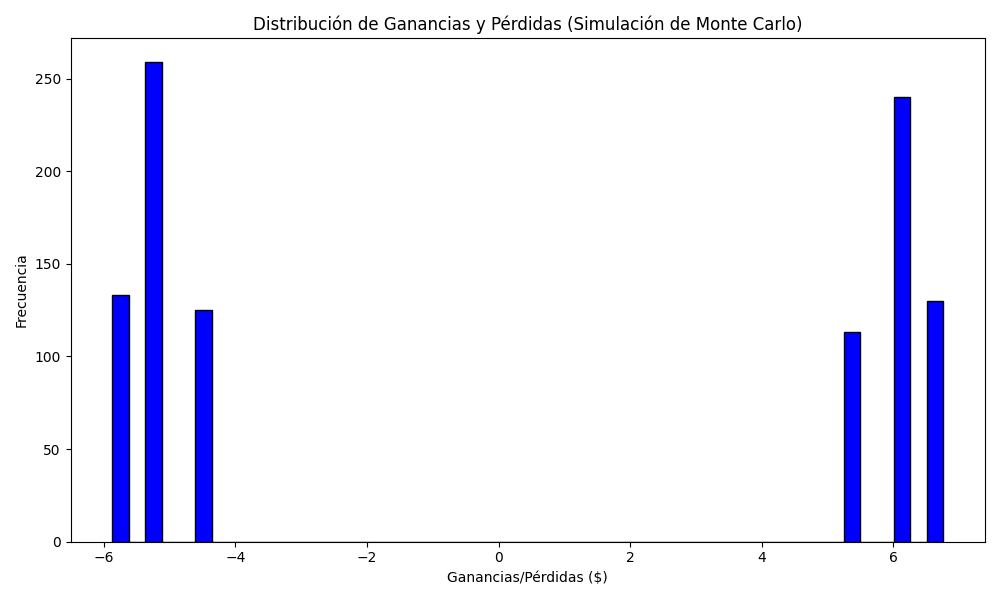 Distribución de Ganancias y Pérdidas (Simulación de Monte Carlo)
Frecuencia
250
200
150
100
50
0
−6 −4 −2 0 2 4 6
Ganancias/Pérdidas ($)